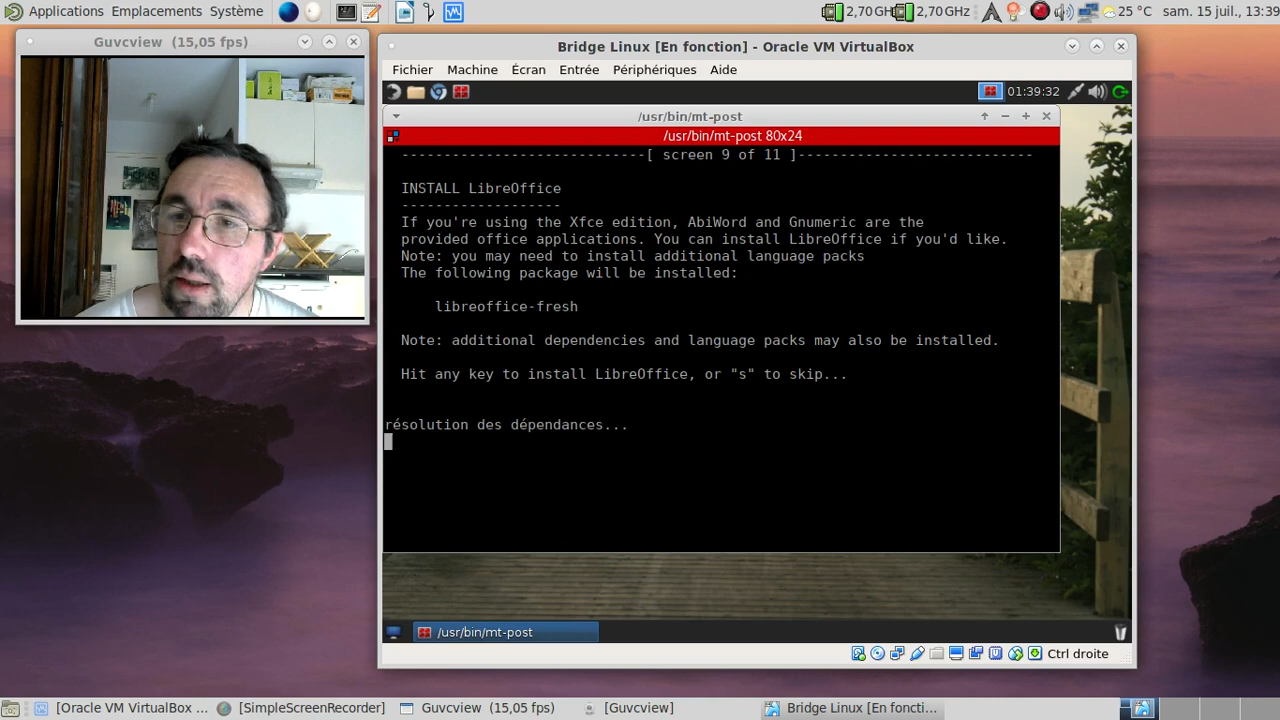 Applications Emplacements Système 2,70 GH 2,70 GHz 25 °C sam. 15 juil., 13:39
Guvcview (15,05 fps)
Bridge Linux [En fonction] - Oracle VM VirtualBox
Fichier Machine Écran Entrée Périphériques Aide
01:39:32
/usr/bin/mt-post
/usr/bin/mt-post 80x24
-----------------------------[ screen 9 of 11 ]----------------------------
INSTALL LibreOffice
-------------------
If you're using the Xfce edition, AbiWord and Gnumeric are the
provided office applications. You can install LibreOffice if you'd like.
Note: you may need to install additional language packs
The following package will be installed:
libreoffice-fresh
Note: additional dependencies and language packs may also be installed.
Hit any key to install LibreOffice, or "s" to skip...
résolution des dépendances...
/usr/bin/mt-post
Ctrl droite
[Oracle VM VirtualBox ... [SimpleScreenRecorder] Guvcview (15,05 fps) [Guvcview] Bridge Linux [En foncti...